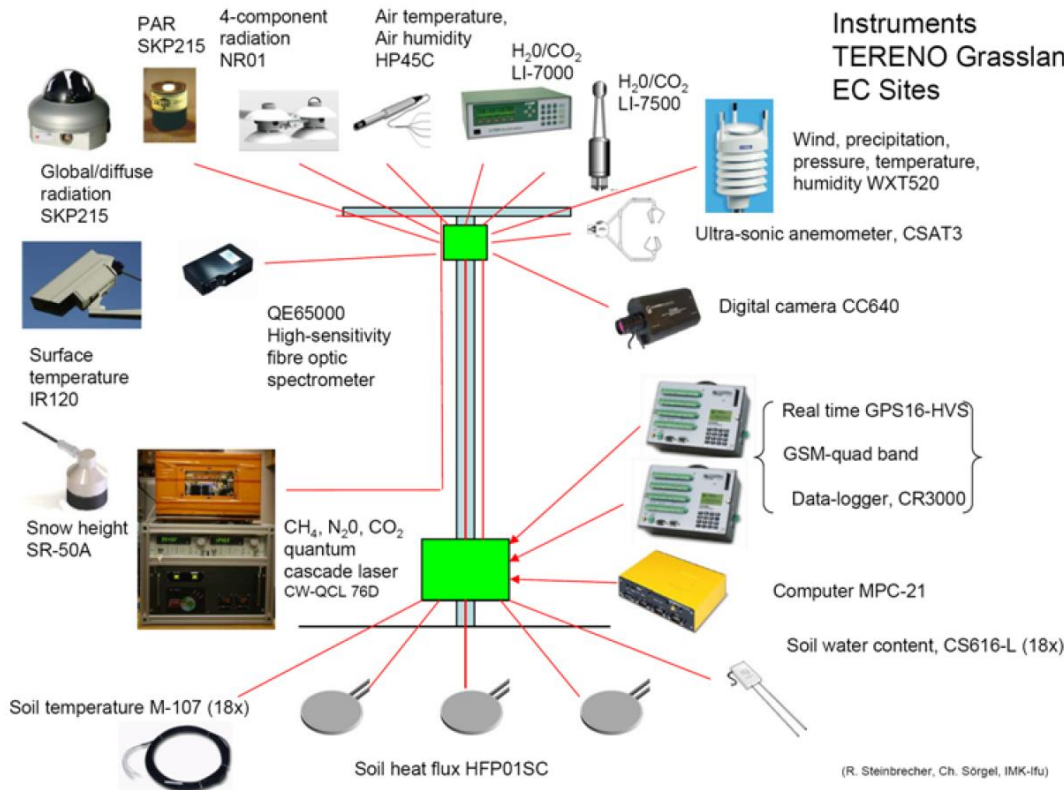 PAR
SKP215
4-component
radiation
NR01
Air temperature,
Air humidity
HP45C
H₂0/CO₂
LI-7000
H₂0/CO₂
LI-7500
Instruments
TERENO Grasslan
EC Sites
Wind, precipitation,
pressure, temperature,
humidity WXT520
Global/diffuse
radiation
SKP215
Ultra-sonic anemometer, CSAT3
QE65000
High-sensitivity
fibre optic
spectrometer
Digital camera CC640
Surface
temperature
IR120
Real time GPS16-HVS
GSM-quad band
Data-logger, CR3000
Snow height
SR-50A
CH₄, N₂0, CO₂
quantum
cascade laser
CW-QCL 76D
Computer MPC-21
Soil water content, CS616-L (18x)
Soil temperature M-107 (18x)
Soil heat flux HFP01SC
(R. Steinbrecher, Ch. Sörgel, IMK-Ifu)